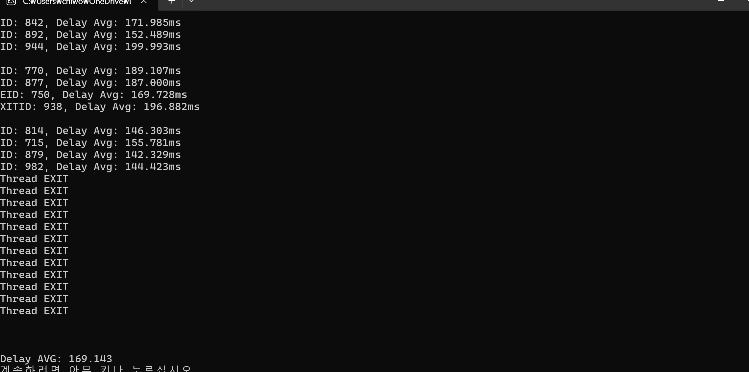 ID: 842, Delay Avg: 171.985ms
ID: 892, Delay Avg: 152.489ms
ID: 944, Delay Avg: 199.993ms
ID: 770, Delay Avg: 189.107ms
ID: 877, Delay Avg: 187.000ms
EID: 750, Delay Avg: 169.728ms
XITID: 938, Delay Avg: 196.882ms
ID: 814, Delay Avg: 146.303ms
ID: 715, Delay Avg: 155.781ms
ID: 879, Delay Avg: 142.329ms
ID: 982, Delay Avg: 144.423ms
Thread EXIT
Thread EXIT
Thread EXIT
Thread EXIT
Thread EXIT
Thread EXIT
Thread EXIT
Thread EXIT
Thread EXIT
Thread EXIT
Thread EXIT
Thread EXIT
Delay AVG: 169.143
계속하려면 아무 키나 누르십시오